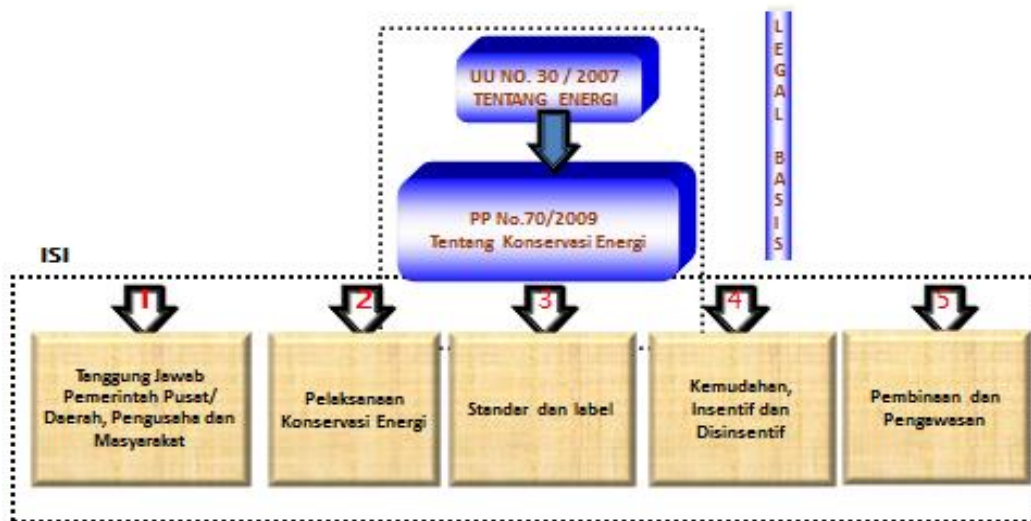 UU NO. 30 / 2007
TENTANG ENERGI
LEGAL BASIS
PP No.70/2009
Tentang Konservasi Energi
ISI
1
2
3
4
5
Tanggung Jawab
Pemerintah Pusat/
Daerah, Pengusaha dan
Masyarakat
Pelaksanaan
Konservasi Energi
Standar dan label
Kemudahan,
Insentif dan
Disinsentif
Pembinaan dan
Pengawasan